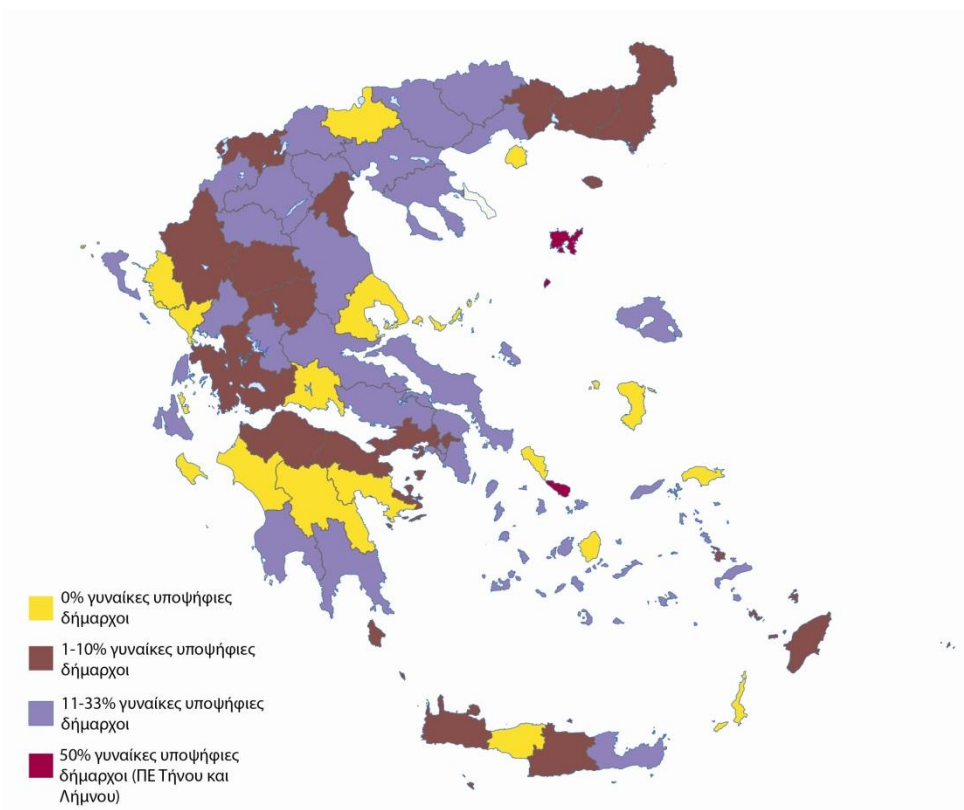 0% γυναίκες υποψήφιες
δήμαρχοι
1-10% γυναίκες υποψήφιες
δήμαρχοι
11-33% γυναίκες υποψήφιες
δήμαρχοι
50% γυναίκες υποψήφιες
δήμαρχοι (ΠΕ Τήνου και
Λήμνου)